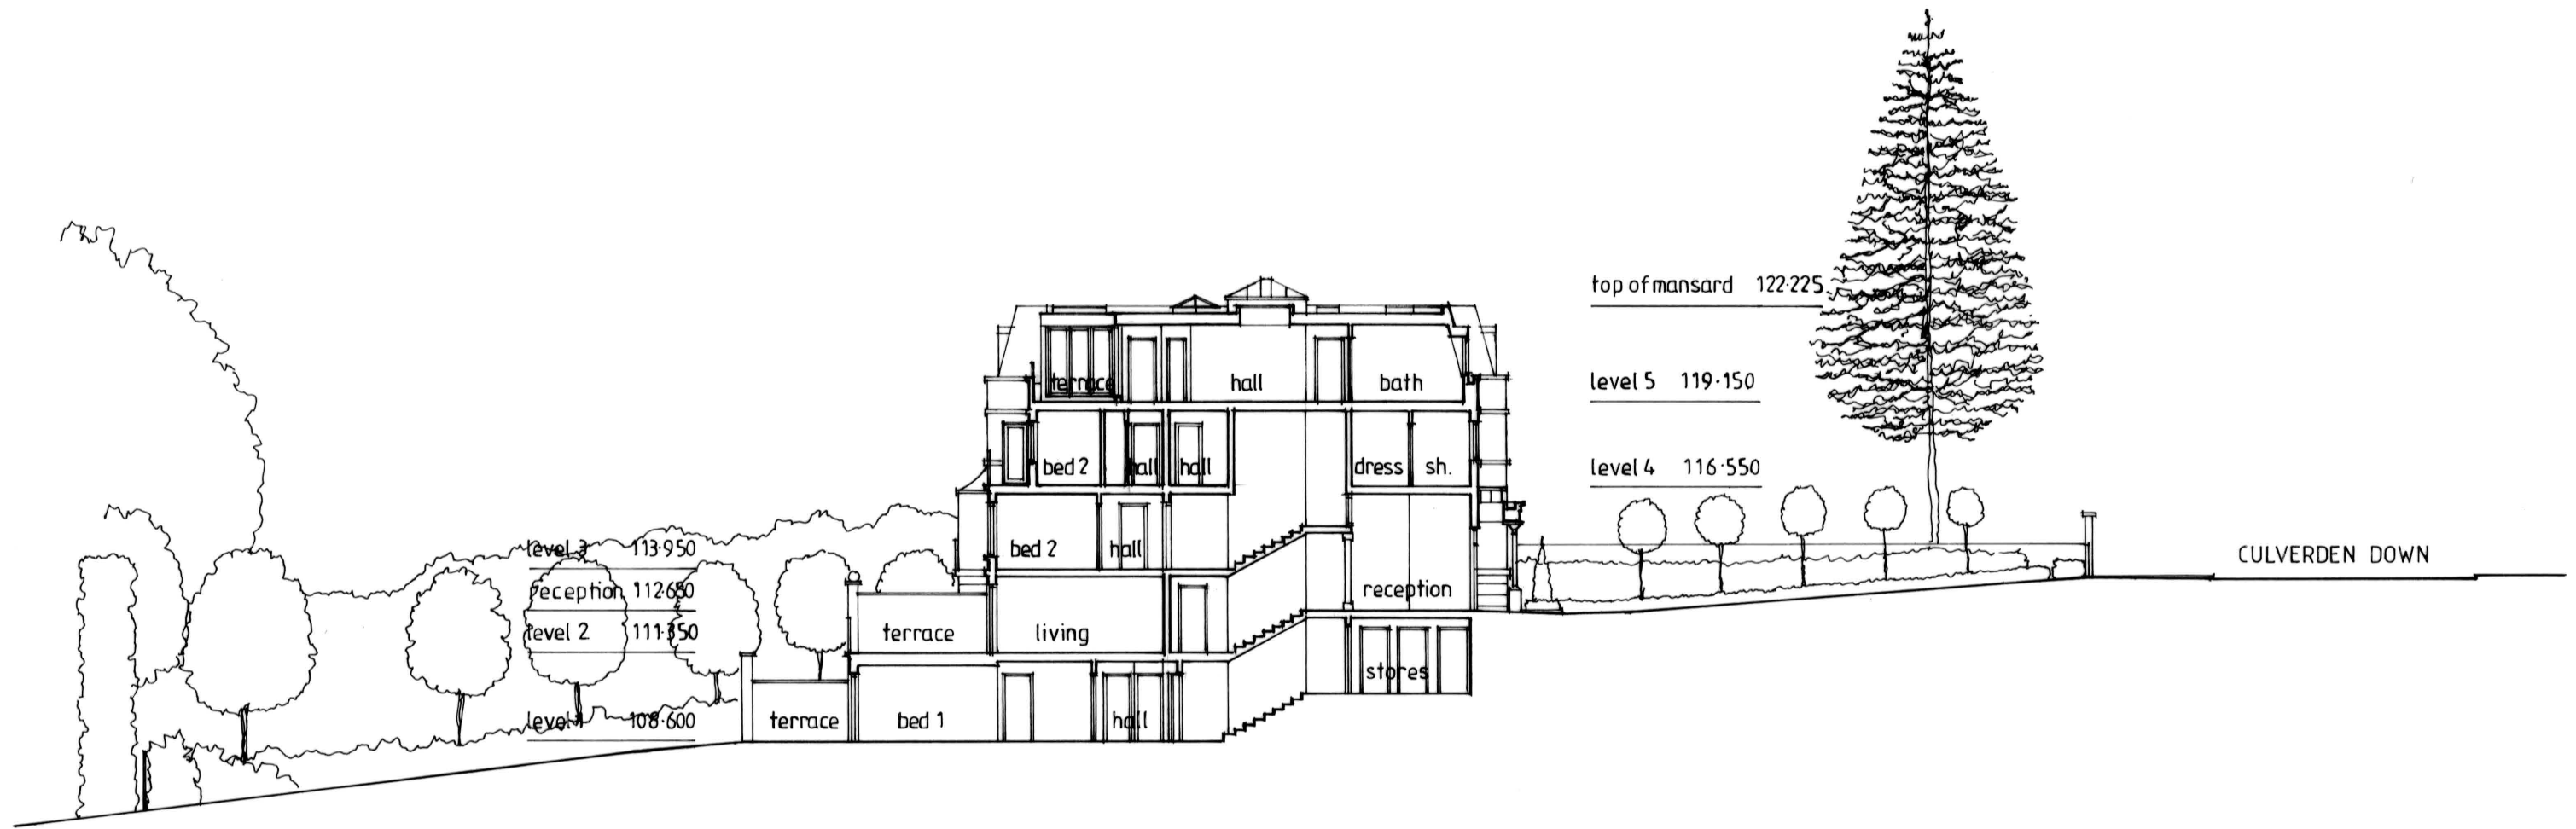 top of mansard 122·225
level 5 119·150
level 4 116·550
terrace hall bath
bed 2 hall hall dress sh.
bed 2 hall
level 3 113·950
reception 112·650
level 2 111·350
level 1 108·600
reception
terrace living
stores
terrace bed 1 hall
CULVERDEN DOWN